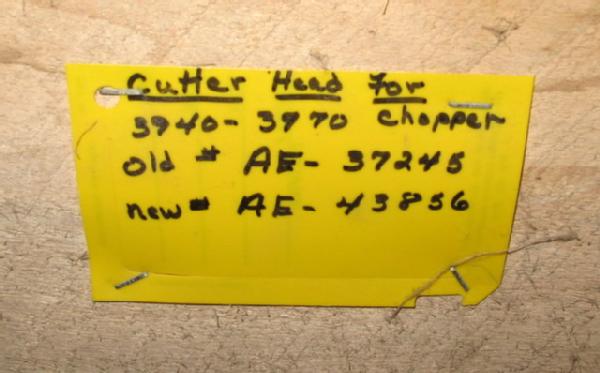 Cutter Head For
3940-3970 Chopper
old # AE-37245
new # AE-43856